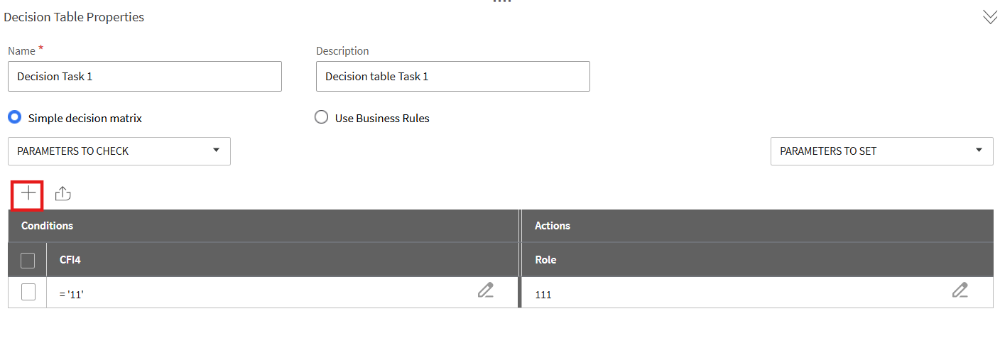 Decision Table Properties
Name *
Description
Decision Task 1
Decision table Task 1
Simple decision matrix
Use Business Rules
PARAMETERS TO CHECK
PARAMETERS TO SET
Conditions
Actions
CFI4
Role
= '11'
111